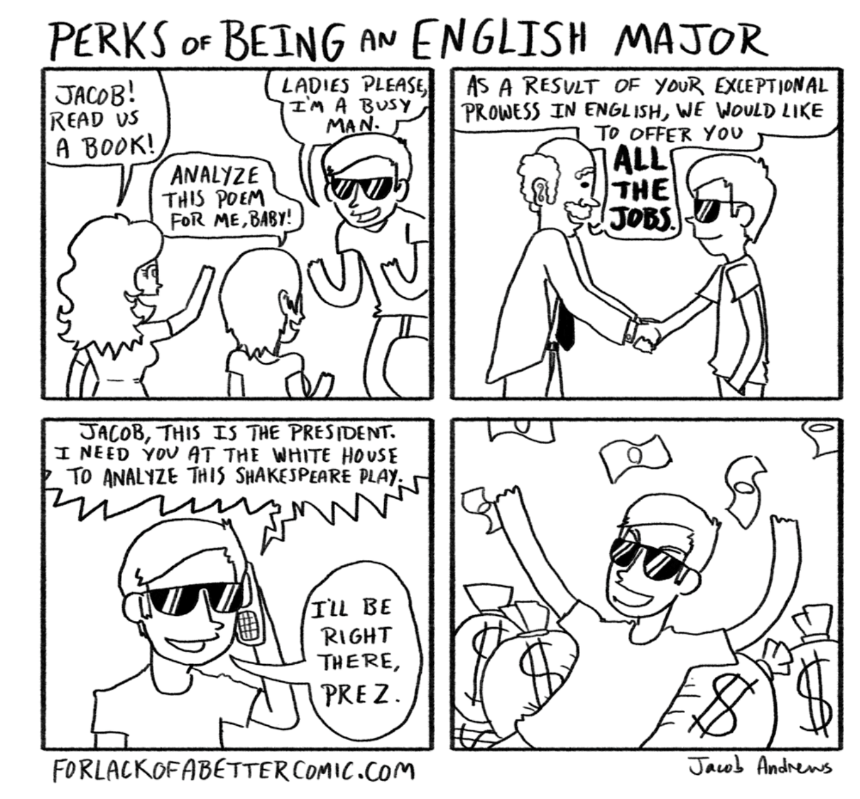 PERKS OF BEING AN ENGLISH MAJOR
JACOB!
READ US
A BOOK!
ANALYZE
THIS POEM
FOR ME, BABY!
LADIES PLEASE,
I'M A BUSY
MAN.
AS A RESULT OF YOUR EXCEPTIONAL
PROWESS IN ENGLISH, WE WOULD LIKE
TO OFFER YOU
ALL
THE
JOBS.
JACOB, THIS IS THE PRESIDENT.
I NEED YOU AT THE WHITE HOUSE
TO ANALYZE THIS SHAKESPEARE PLAY.
I'LL BE
RIGHT
THERE,
PREZ.
$
$
$
$
FORLACKOFABETTERCOMIC.COM
Jacob Andrews